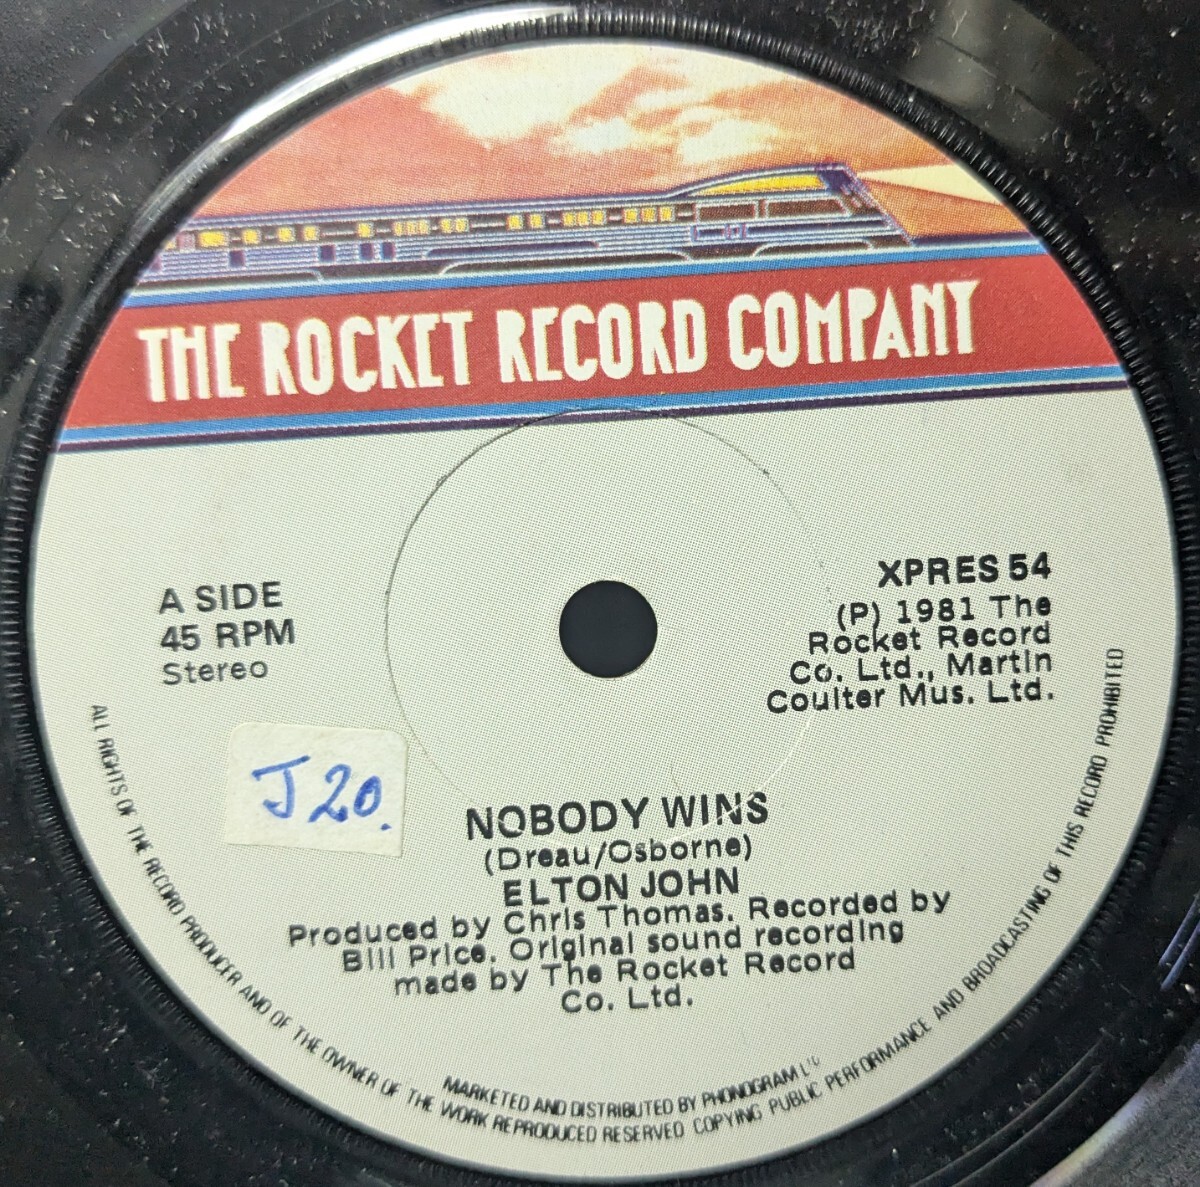 THE ROCKET RECORD COMPANY
A SIDE
45 RPM
Stereo
XPRES 54
(P) 1981 The
Rocket Record
Co. Ltd., Martin
Coulter Mus. Ltd.
J20.
NOBODY WINS
(Dreau/Osborne)
ELTON JOHN
Produced by Chris Thomas. Recorded by
Bill Price. Original sound recording
made by The Rocket Record
Co. Ltd.
MARKETED AND DISTRIBUTED BY PHONOGRAM LTD
ALL RIGHTS OF THE RECORD PRODUCER AND OF THE OWNER OF THE WORK REPRODUCED RESERVED COPYING PUBLIC PERFORMANCE AND BROADCASTING OF THIS RECORD PROHIBITED